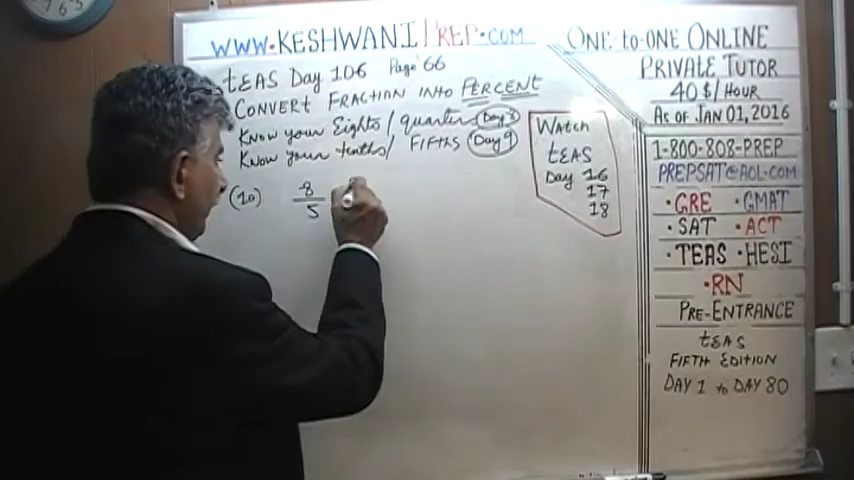 WWW.KESHWANIPREP.COM
TEAS Day 106 Page 66
CONVERT FRACTION INTO PERCENT
KNOW YOUR EIGHTS/ quarters Day 8
KNOW YOUR tenths/ FIFTHS Day 9
(10) 8/5
WATCH
TEAS
Day 16
17
18
ONE-to-ONE ONLINE
PRIVATE TUTOR
40 $/HOUR
AS OF JAN 01, 2016
1-800-808-PREP
PREPSAT@AOL.COM
• GRE • GMAT
• SAT • ACT
• TEAS • HESI
• RN
PRE-ENTRANCE
TEAS
FIFTH EDITION
DAY 1 to DAY 80